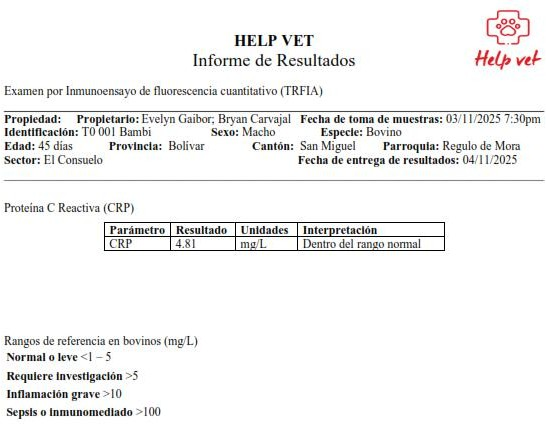 Help vet
HELP VET
Informe de Resultados
Examen por Inmunoensayo de fluorescencia cuantitativo (TRFIA)
Propiedad: Propietario: Evelyn Gaibor; Bryan Carvajal Fecha de toma de muestras: 03/11/2025 7:30pm
Identificación: T0 001 Bambi Sexo: Macho Especie: Bovino
Edad: 45 días Provincia: Bolívar Cantón: San Miguel Parroquia: Regulo de Mora
Sector: El Consuelo Fecha de entrega de resultados: 04/11/2025
Proteína C Reactiva (CRP)
Parámetro Resultado Unidades Interpretación
CRP 4.81 mg/L Dentro del rango normal
Rangos de referencia en bovinos (mg/L)
Normal o leve <1 – 5
Requiere investigación >5
Inflamación grave >10
Sepsis o inmunomediado >100